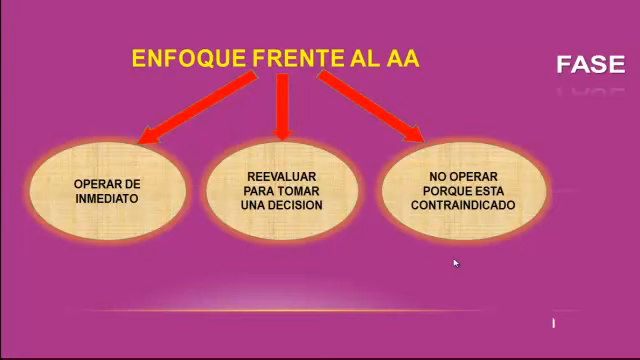 ENFOQUE FRENTE AL AA
FASE
OPERAR DE
INMEDIATO
REEVALUAR
PARA TOMAR
UNA DECISION
NO OPERAR
PORQUE ESTA
CONTRAINDICADO